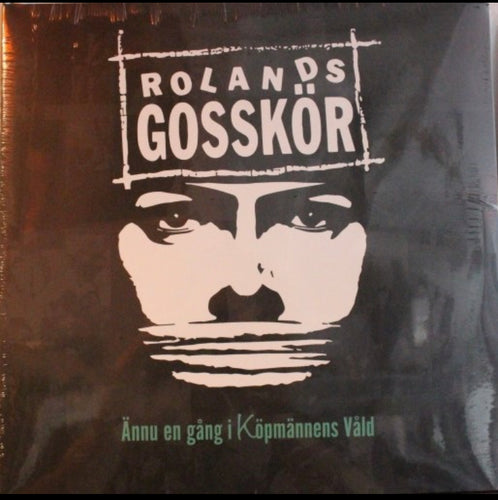 ROLANDS
GOSSKÖR
Ännu en gång i Köpmännens Våld